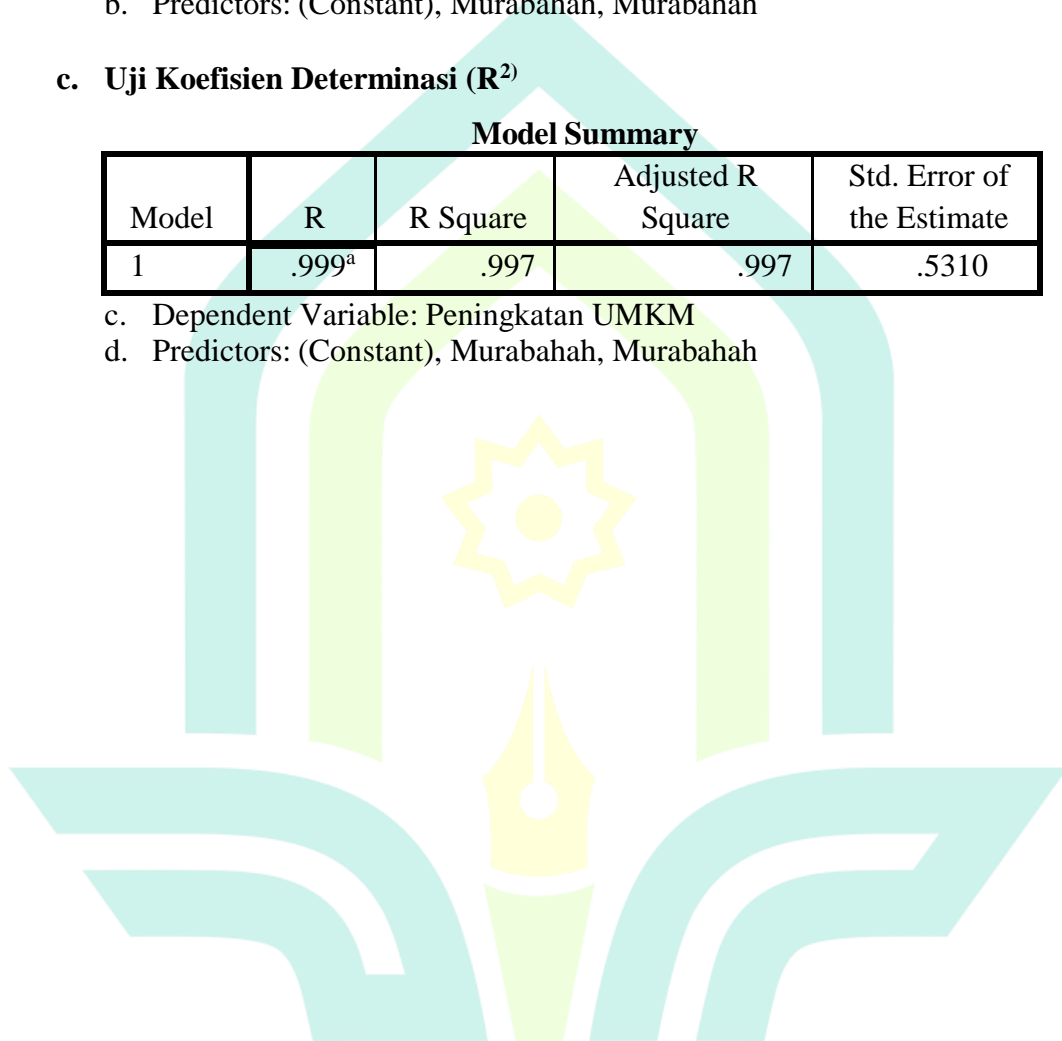 b. Predictors: (Constant), Murabahah, Murabahah
c. Uji Koefisien Determinasi (R²⁾
Model Summary
Model R R Square Adjusted R Square Std. Error of the Estimate
1 .999ᵃ .997 .997 .5310
c. Dependent Variable: Peningkatan UMKM
d. Predictors: (Constant), Murabahah, Murabahah